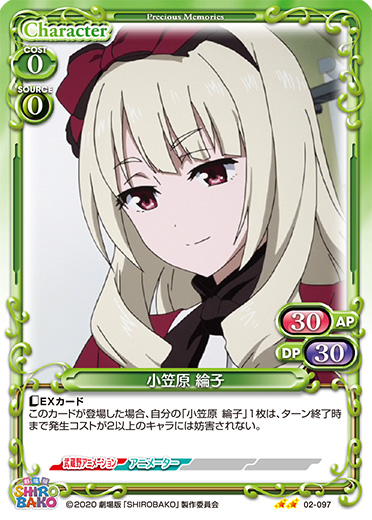 Precious Memories
Character
COST
0
SOURCE
0
30 AP
DP 30
小笠原 綸子
EXカード
このカードが登場した場合、自分の「小笠原 綸子」1枚は、ターン終了時
まで発生コストが2以上のキャラには妨害されない。
武蔵野アニメーション アニメーター
劇場版
SHIRO
BAKO
©2020 劇場版「SHIROBAKO」製作委員会
02-097